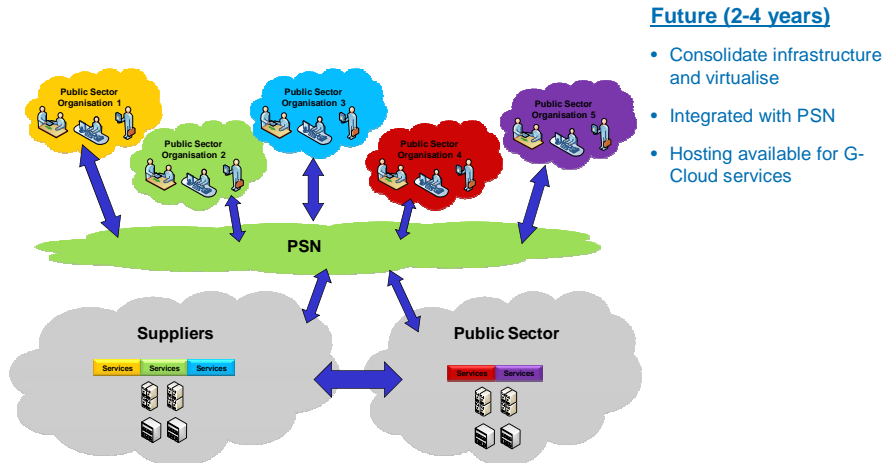 Future (2-4 years)
• Consolidate infrastructure
and virtualise
• Integrated with PSN
• Hosting available for G-
Cloud services
Public Sector
Organisation 1
Public Sector
Organisation 2
Public Sector
Organisation 3
Public Sector
Organisation 4
Public Sector
Organisation 5
PSN
Suppliers
Services Services Services
Public Sector
Services Services